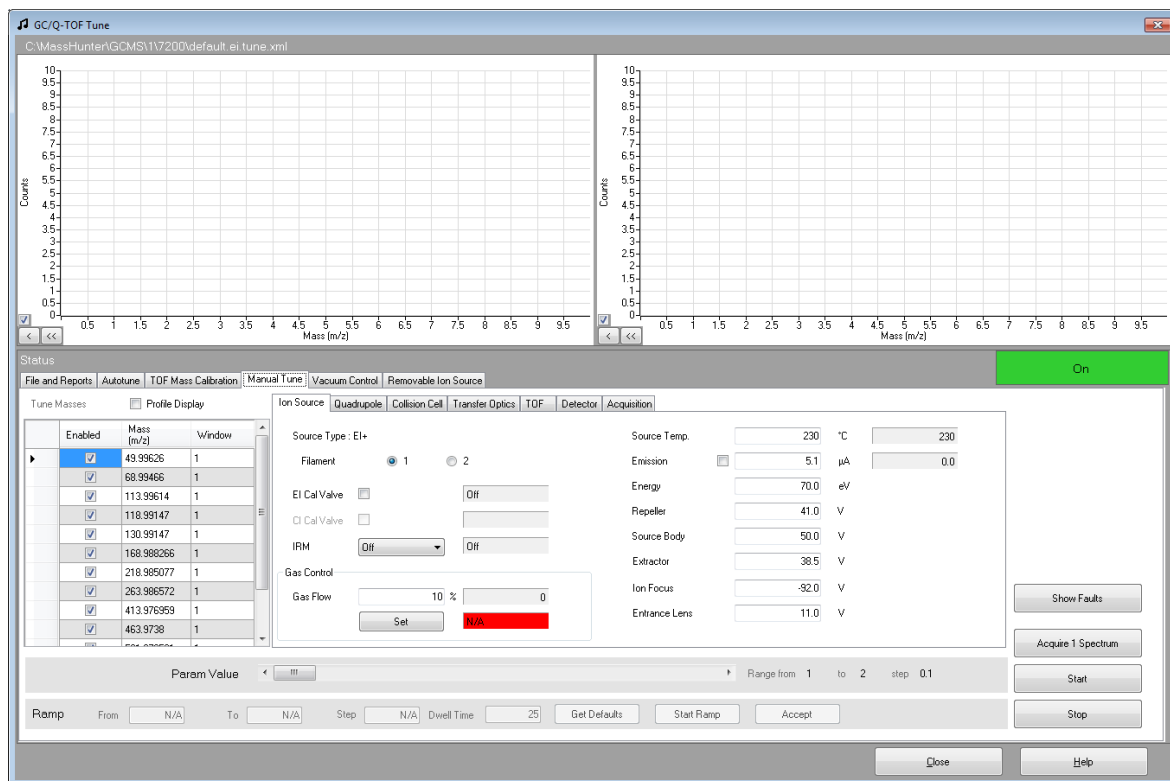 GC/Q-TOF Tune
C:\MassHunter\GCMS\1\7200\default.ei.tune.xml
10
9.5
9
8.5
8
7.5
7
6.5
6
5.5
5
4.5
4
3.5
3
2.5
2
1.5
1
0.5
0
Counts
0.5 1 1.5 2 2.5 3 3.5 4 4.5 5 5.5 6 6.5 7 7.5 8 8.5 9 9.5
< <<
Mass (m/z)
10
9.5
9
8.5
8
7.5
7
6.5
6
5.5
5
4.5
4
3.5
3
2.5
2
1.5
1
0.5
0
Counts
0.5 1 1.5 2 2.5 3 3.5 4 4.5 5 5.5 6 6.5 7 7.5 8 8.5 9 9.5
< <<
Mass (m/z)
Status
On
File and Reports Autotune TOF Mass Calibration Manual Tune Vacuum Control Removable Ion Source
Tune Masses Profile Display
Enabled Mass (m/z) Window
49.99626 1
68.99466 1
113.99614 1
118.99147 1
130.99147 1
168.988266 1
218.985077 1
263.986572 1
413.976959 1
463.9738 1
Ion Source Quadrupole Collision Cell Transfer Optics TOF Detector Acquisition
Source Type : EI+
Filament 1 2
EI Cal Valve Off
CI Cal Valve
IRM Off Off
Gas Control
Gas Flow 10 % 0
Set N/A
Source Temp. 230 °C 230
Emission 5.1 µA 0.0
Energy 70.0 eV
Repeller 41.0 V
Source Body 50.0 V
Extractor 38.5 V
Ion Focus -92.0 V
Entrance Lens 11.0 V
Show Faults
Acquire 1 Spectrum
Start
Stop
Param Value Range from 1 to 2 step 0.1
Ramp From N/A To N/A Step N/A Dwell Time 25 Get Defaults Start Ramp Accept
Close Help